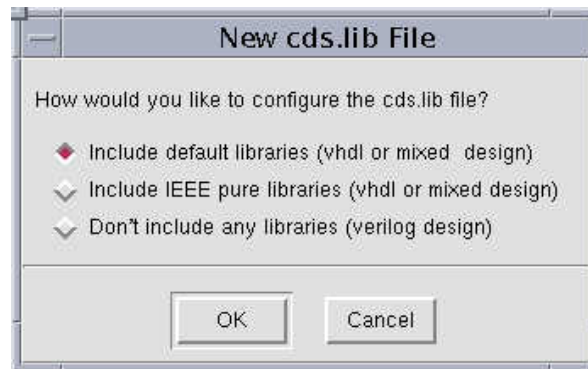 New cds.lib File
How would you like to configure the cds.lib file?
Include default libraries (vhdl or mixed design)
Include IEEE pure libraries (vhdl or mixed design)
Don't include any libraries (verilog design)
OK
Cancel